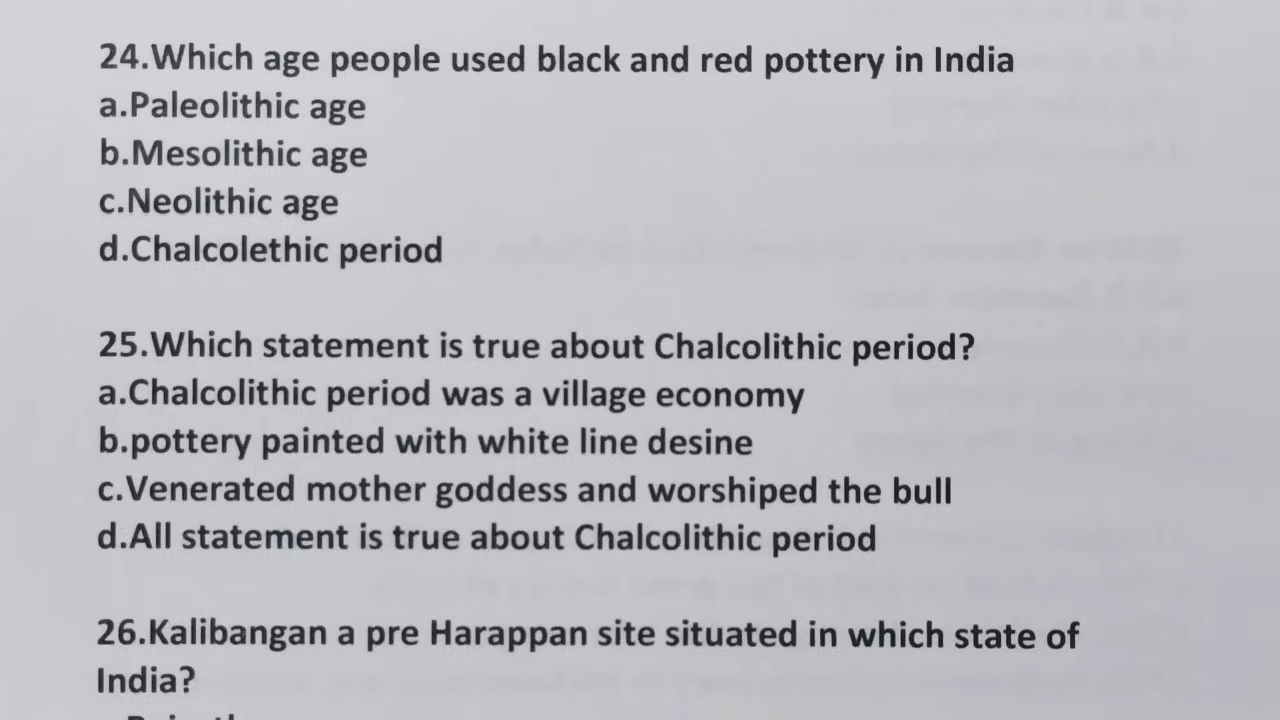 24.Which age people used black and red pottery in India
a.Paleolithic age
b.Mesolithic age
c.Neolithic age
d.Chalcolethic period
25.Which statement is true about Chalcolithic period?
a.Chalcolithic period was a village economy
b.pottery painted with white line desine
c.Venerated mother goddess and worshiped the bull
d.All statement is true about Chalcolithic period
26.Kalibangan a pre Harappan site situated in which state of
India?